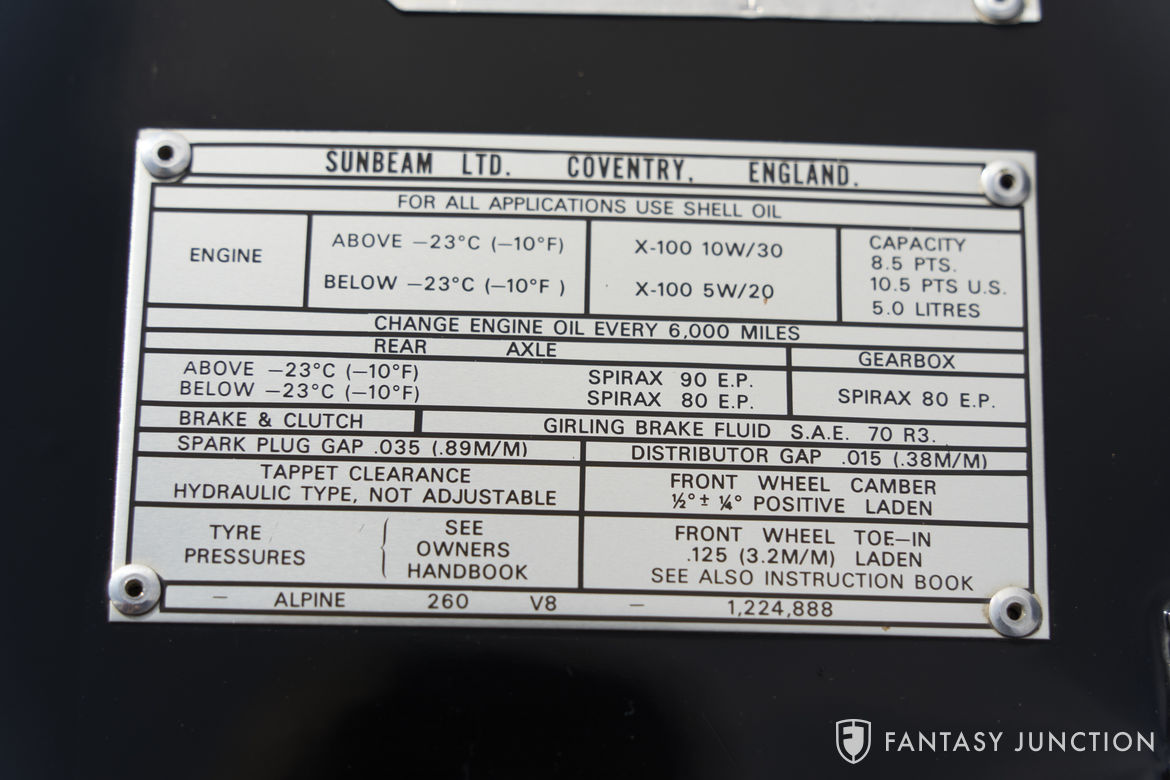 SUNBEAM LTD. COVENTRY. ENGLAND.
FOR ALL APPLICATIONS USE SHELL OIL
ENGINE
ABOVE −23°C (−10°F)
BELOW −23°C (−10°F )
X-100 10W/30
X-100 5W/20
CAPACITY
8.5 PTS.
10.5 PTS U.S.
5.0 LITRES
CHANGE ENGINE OIL EVERY 6,000 MILES
REAR AXLE
GEARBOX
ABOVE −23°C (−10°F) SPIRAX 90 E.P.
BELOW −23°C (−10°F) SPIRAX 80 E.P.
SPIRAX 80 E.P.
BRAKE & CLUTCH
GIRLING BRAKE FLUID S.A.E. 70 R3.
SPARK PLUG GAP .035 (.89M/M)
DISTRIBUTOR GAP .015 (.38M/M)
TAPPET CLEARANCE
HYDRAULIC TYPE, NOT ADJUSTABLE
FRONT WHEEL CAMBER
½°± ¼° POSITIVE LADEN
TYRE
PRESSURES
SEE
OWNERS
HANDBOOK
FRONT WHEEL TOE−IN
.125 (3.2M/M) LADEN
SEE ALSO INSTRUCTION BOOK
− ALPINE 260 V8 − 1,224,888
FANTASY JUNCTION